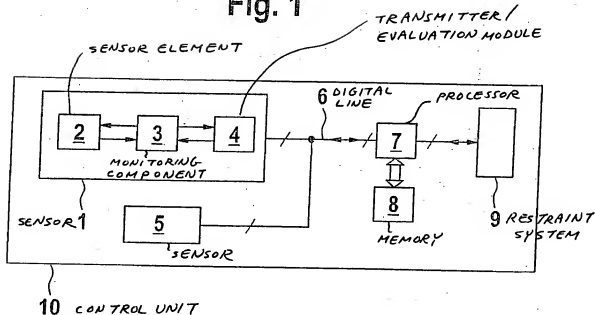 Fig. 1
TRANSMITTER/
EVALUATION MODULE
SENSOR ELEMENT
6 DIGITAL
LINE
PROCESSOR
2
3
4
7
MONITORING
COMPONENT
8
9 RESTRAINT
SYSTEM
SENSOR 1
5
SENSOR
MEMORY
10 CONTROL UNIT